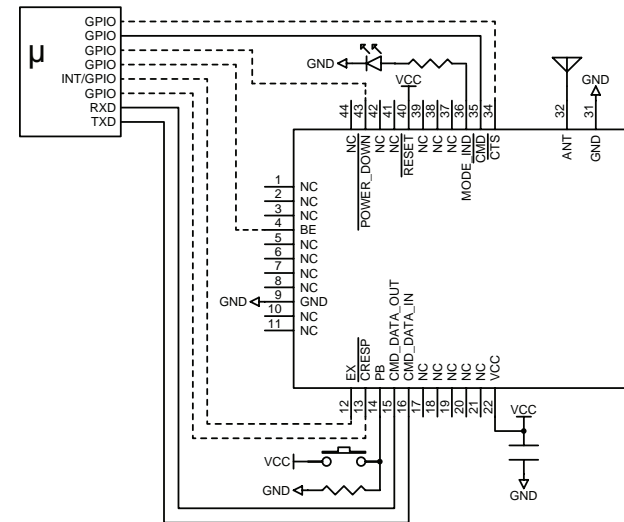 μ
GPIO
GPIO
GPIO
GPIO
INT/GPIO
GPIO
RXD
TXD
GND
VCC
GND
44
43
42
41
40
39
38
37
36
35
34
32
31
NC
POWER_DOWN
NC
NC
RESET
NC
NC
NC
MODE_IND
CMD
CTS
ANT
GND
1 NC
2 NC
3 NC
4 BE
5 NC
6 NC
7 NC
8 NC
GND 9 GND
10 NC
11 NC
EX
CRESP
PB
CMD_DATA_OUT
CMD_DATA_IN
NC
NC
NC
NC
NC
VCC
12
13
14
15
16
17
18
19
20
21
22
VCC
VCC
GND
GND